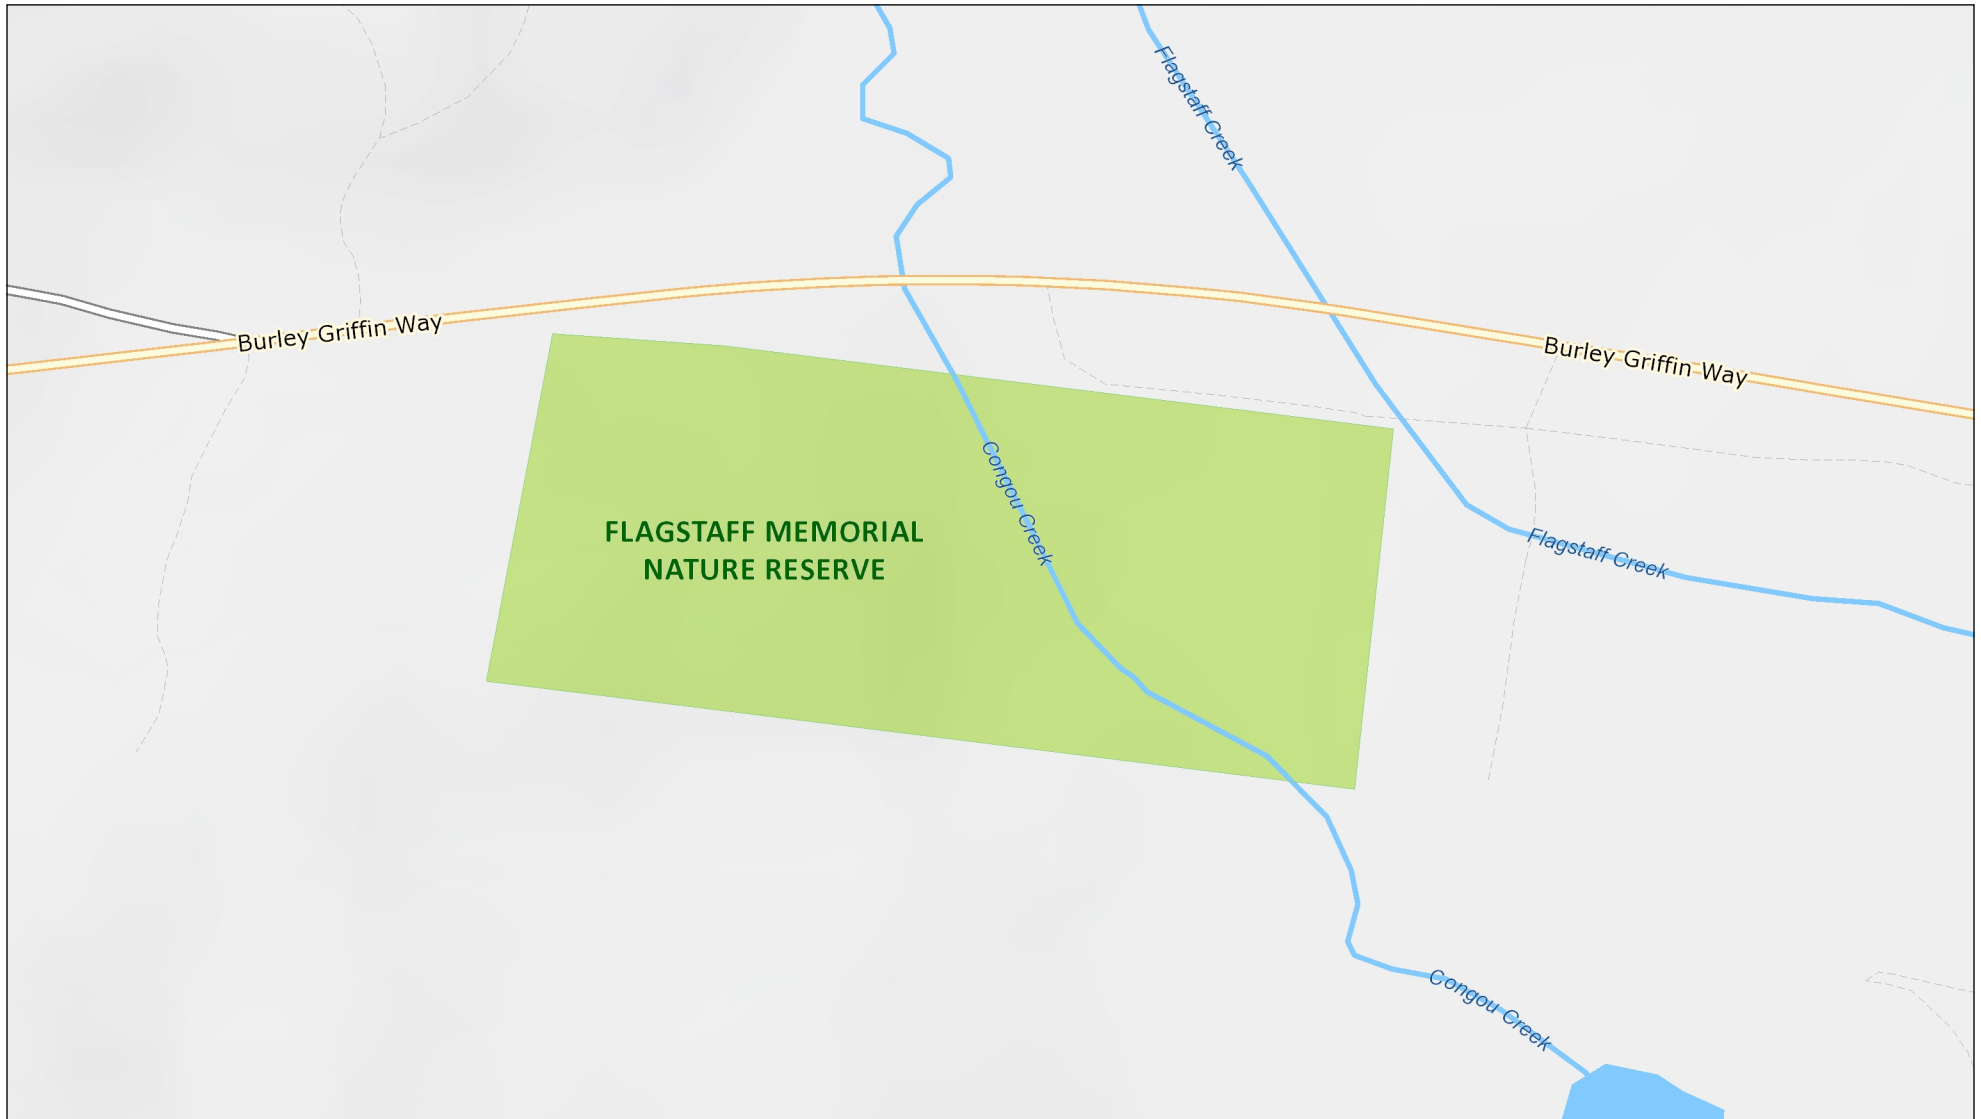 Flagstaff Creek
Burley Griffin Way
Burley Griffin Way
Congou Creek
FLAGSTAFF MEMORIAL
NATURE RESERVE
Flagstaff Creek
Congou Creek